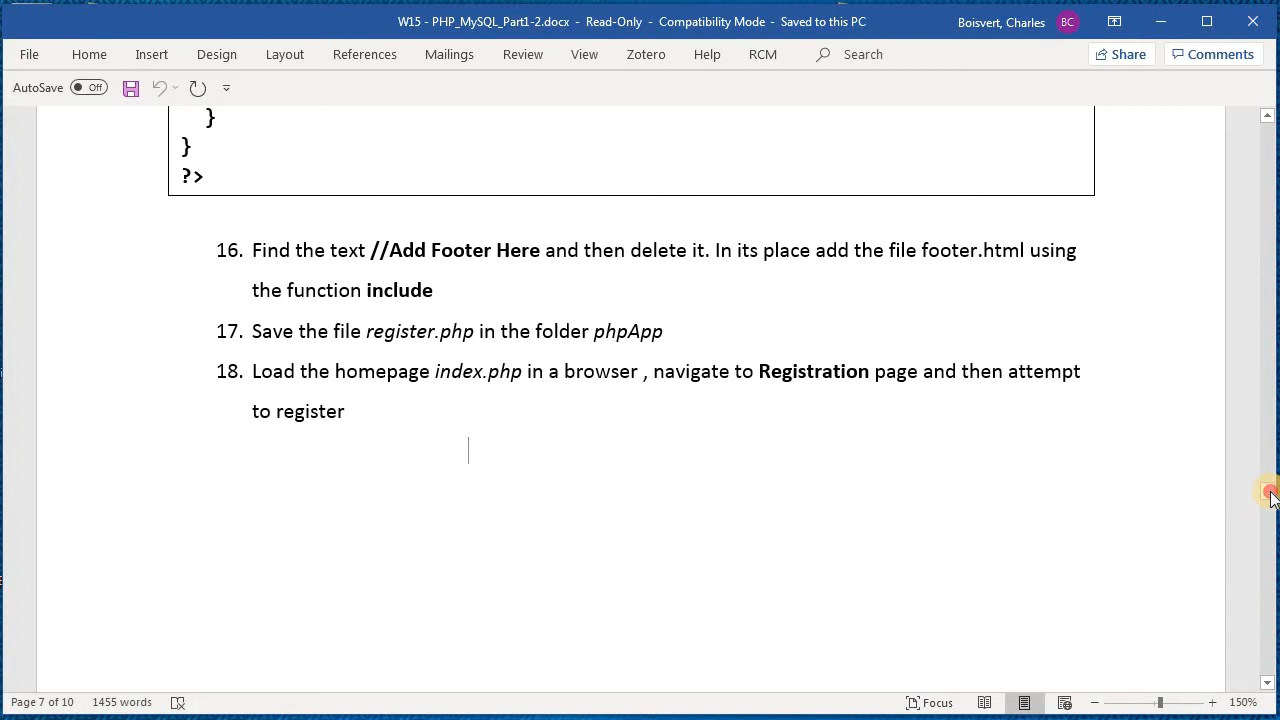 W15 - PHP_MySQL_Part1-2.docx - Read-Only - Compatibility Mode - Saved to this PC
Boisvert, Charles BC
File Home Insert Design Layout References Mailings Review View Zotero Help RCM Search Share Comments
AutoSave Off
}
}
?>
16. Find the text //Add Footer Here and then delete it. In its place add the file footer.html using
the function include
17. Save the file register.php in the folder phpApp
18. Load the homepage index.php in a browser , navigate to Registration page and then attempt
to register
Page 7 of 10 1455 words Focus 150%